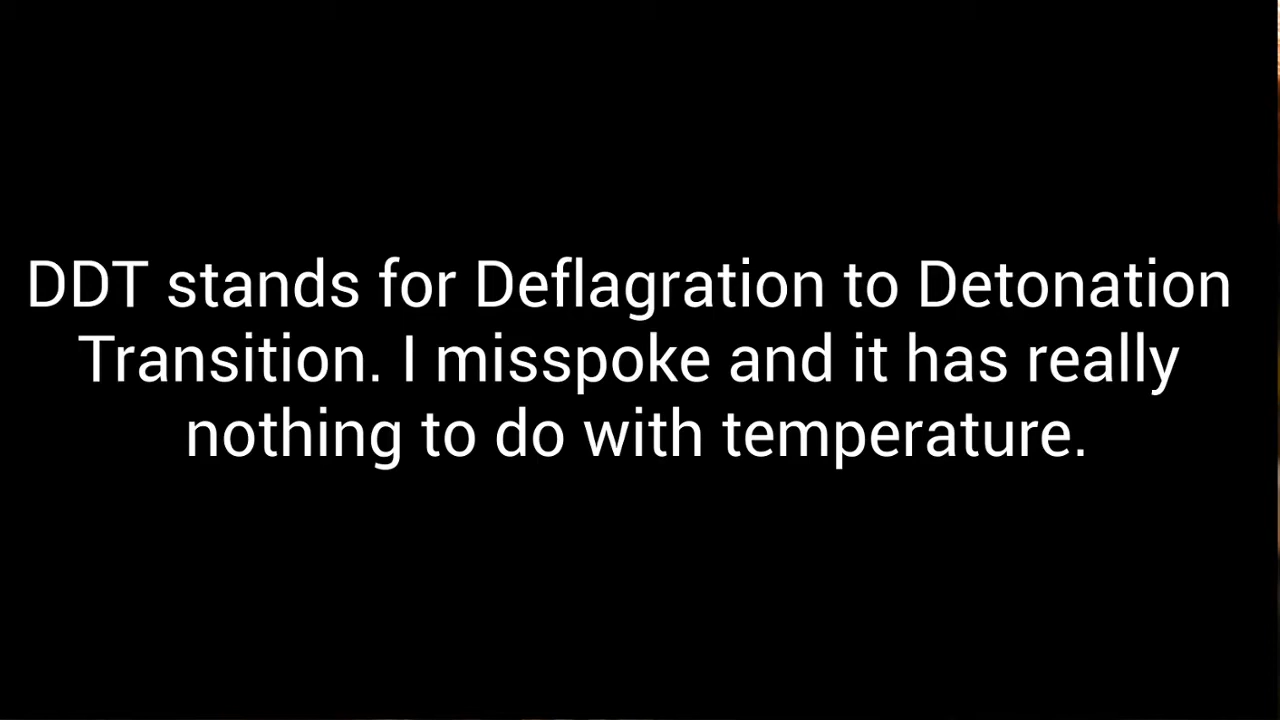 DDT stands for Deflagration to Detonation
Transition. I misspoke and it has really
nothing to do with temperature.